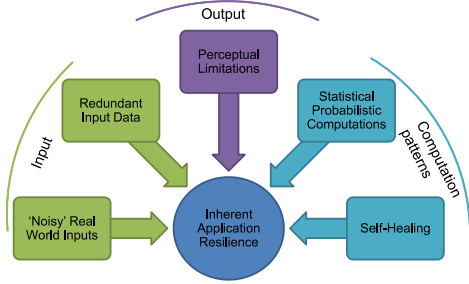 Output
Perceptual
Limitations
Redundant
Input Data
Statistical
Probabilistic
Computations
Input
Computation
patterns
'Noisy' Real
World Inputs
Inherent
Application
Resilience
Self-Healing